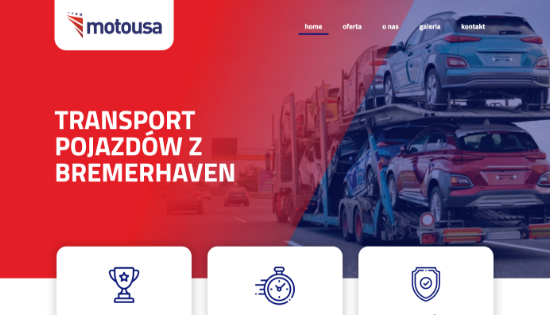 motousa
home oferta o nas galeria kontakt
TRANSPORT
POJAZDÓW Z
BREMERHAVEN